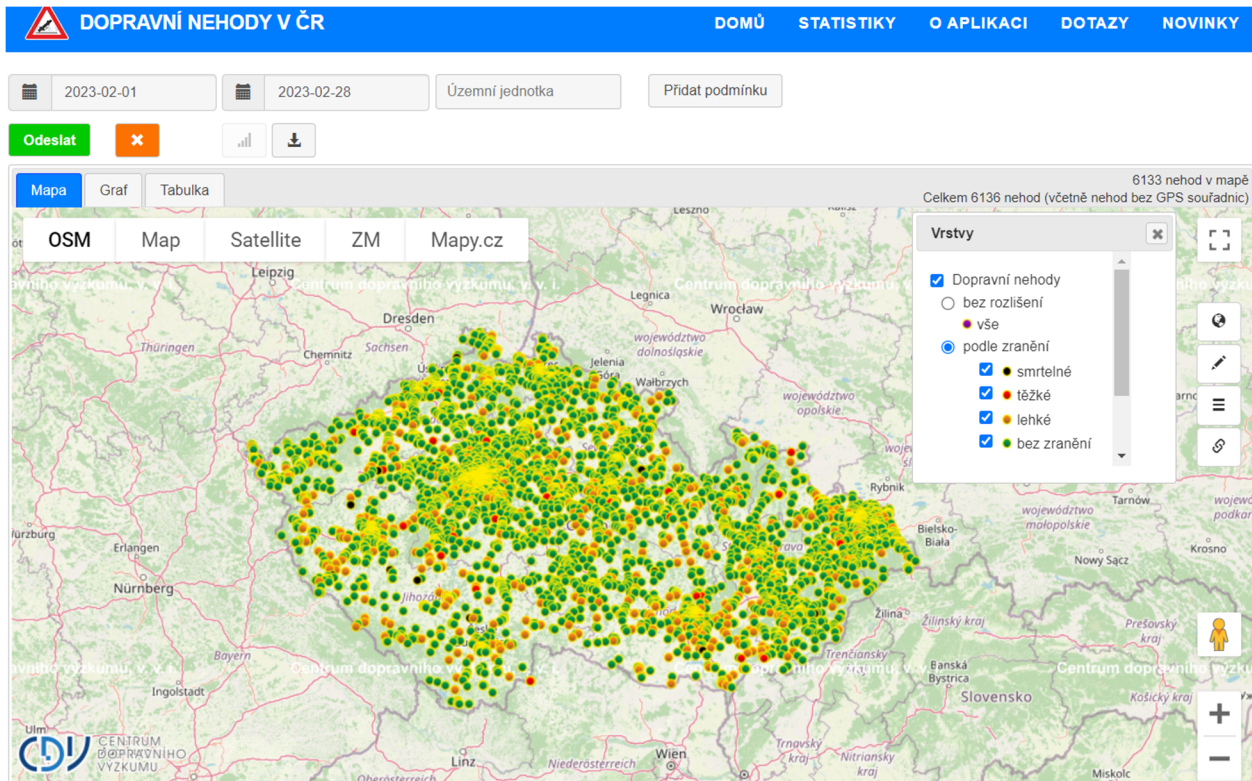 DOPRAVNÍ NEHODY V ČR
DOMŮ STATISTIKY O APLIKACI DOTAZY NOVINKY
2023-02-01 2023-02-28 Územní jednotka Přidat podmínku
Odeslat
Mapa Graf Tabulka
6133 nehod v mapě
Celkem 6136 nehod (včetně nehod bez GPS souřadnic)
OSM Map Satellite ZM Mapy.cz
Vrstvy
Dopravní nehody
bez rozlišení
vše
podle zranění
smrtelné
těžké
lehké
bez zranění
Leszno
Leipzig
Centrum dopravního výzkumu, v. v. i.
Legnica
Wrocław
Dresden
województwo
dolnośląskie
Thüringen
Chemnitz
Sachsen
Jelenia
Góra
Wałbrzych
województwo
opolskie
Rybnik
Tarnów
województwo
małopolskie
Bielsko-
Biała
Krosno
Nowy Sącz
Erlangen
Nürnberg
Žilina
Žilinský kraj
Prešovský
kraj
Trenčiansky
Bayern
Banská
Bystrica
Ingolstadt
Slovensko
Košický kraj
Ulm
CENTRUM
DOPRAVNÍHO
VÝZKUMU
Linz
Niederösterreich
Wien
Trnavský
kraj
Nitriansky
kraj
Miskolc
Oberösterreich